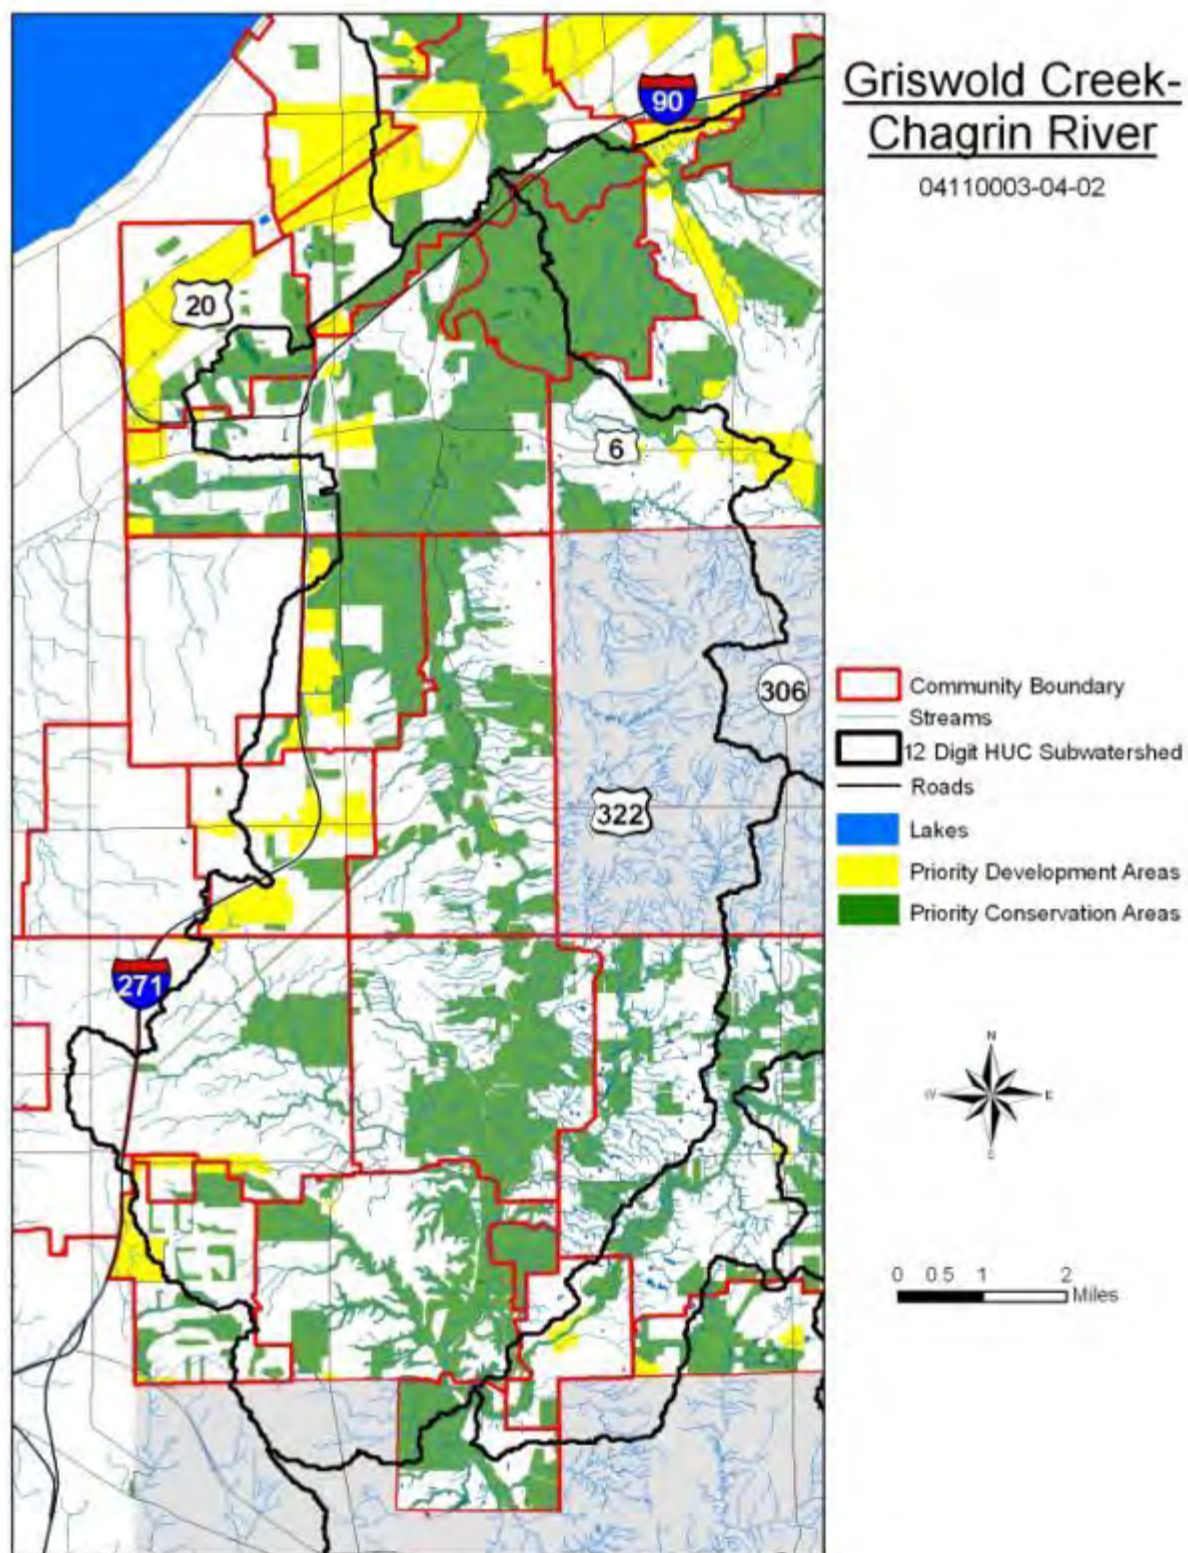 Griswold Creek-
Chagrin River
04110003-04-02
90
20
6
306
322
271
Community Boundary
Streams
12 Digit HUC Subwatershed
Roads
Lakes
Priority Development Areas
Priority Conservation Areas
N
W E
S
0 0.5 1 2
Miles